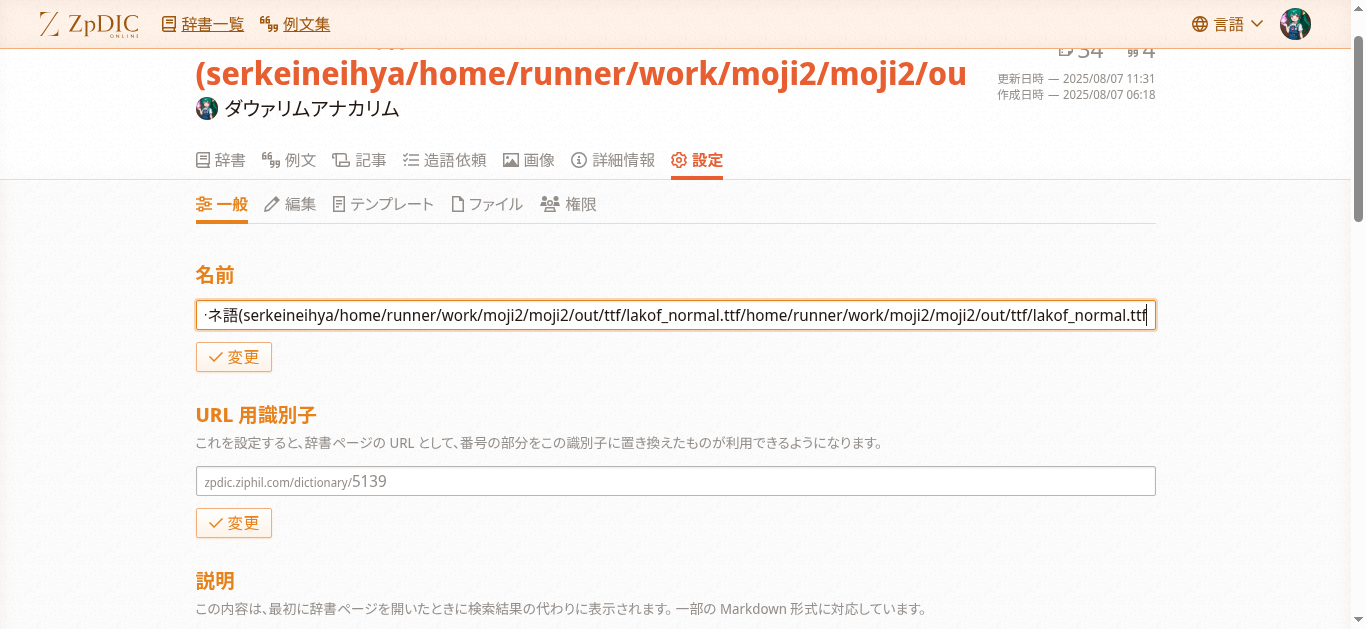 ZpDIC ONLINE 辞書一覧 例文集 言語
34 4
(serkeineihya/home/runner/work/moji2/moji2/ou
更新日時 — 2025/08/07 11:31
作成日時 — 2025/08/07 06:18
ダウァリムアナカリム
辞書 例文 記事 造語依頼 画像 詳細情報 設定
一般 編集 テンプレート ファイル 権限
名前
ネ語(serkeineihya/home/runner/work/moji2/moji2/out/ttf/lakof_normal.ttf/home/runner/work/moji2/moji2/out/ttf/lakof_normal.ttf
変更
URL 用識別子
これを設定すると、辞書ページの URL として、番号の部分をこの識別子に置き換えたものが利用できるようになります。
zpdic.ziphil.com/dictionary/5139
変更
説明
この内容は、最初に辞書ページを開いたときに検索結果の代わりに表示されます。一部の Markdown 形式に対応しています。